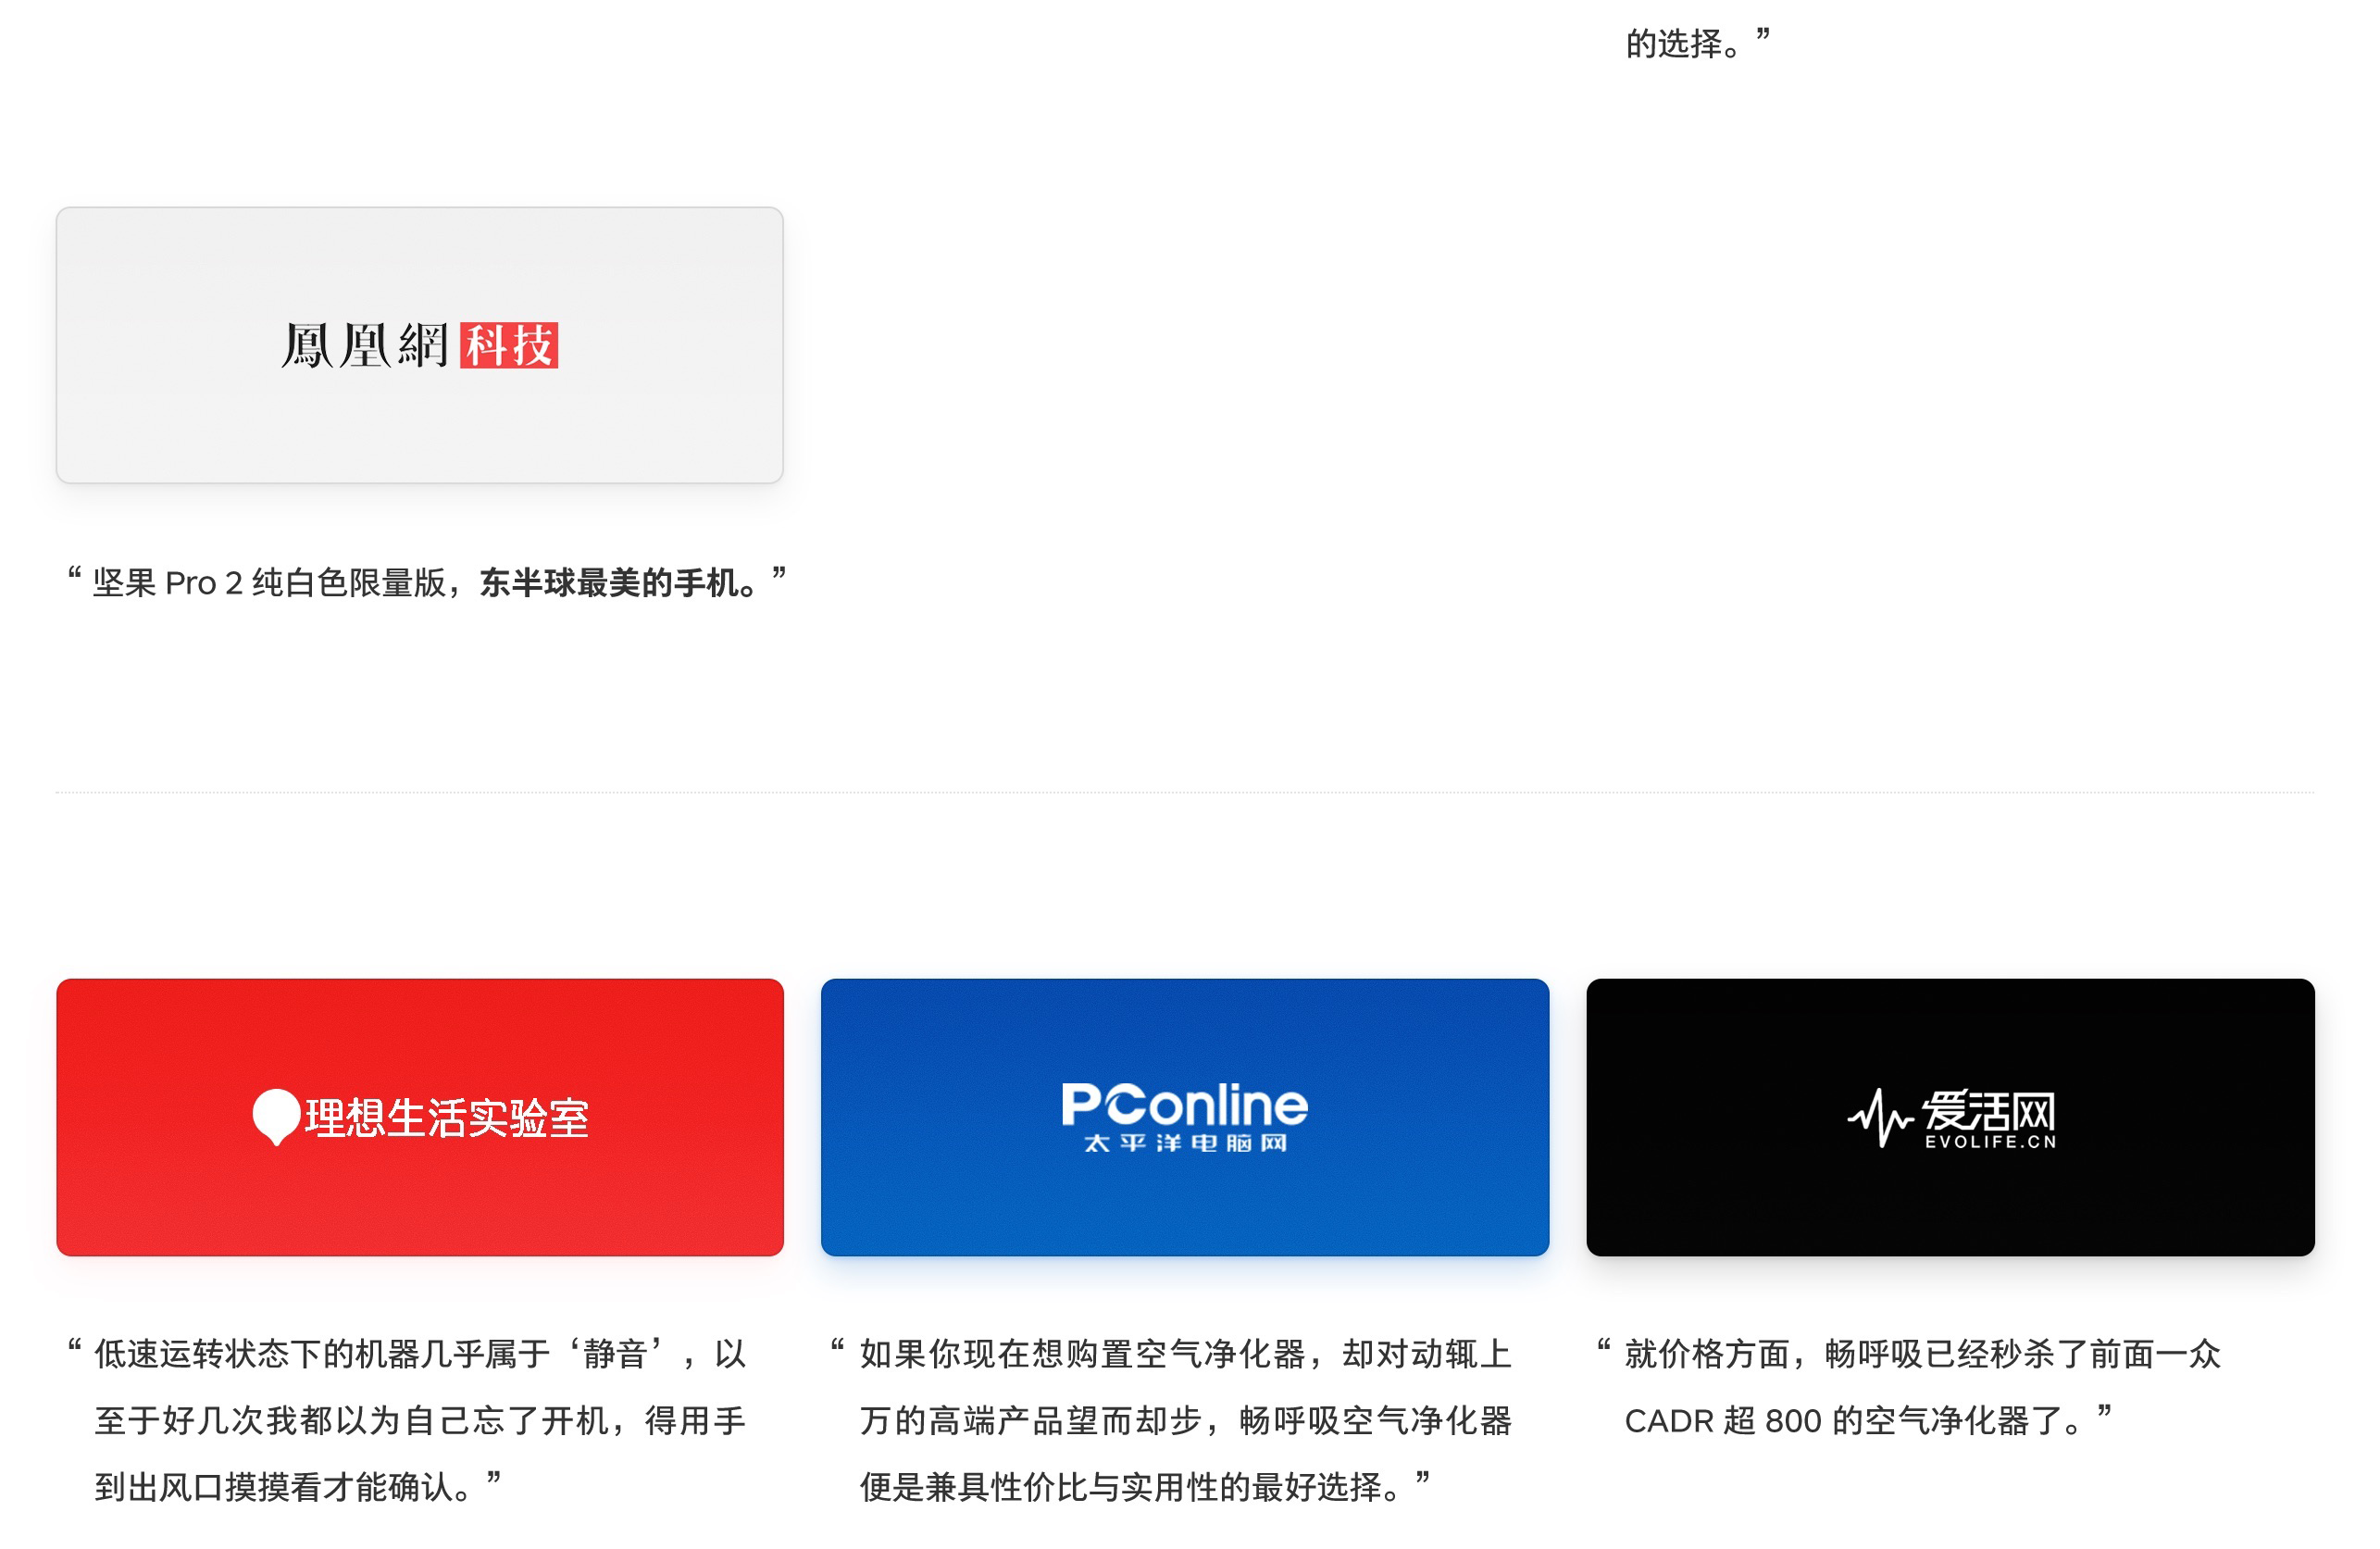 的选择。”
鳳凰網 科技
“ 坚果 Pro 2 纯白色限量版，东半球最美的手机。”
理想生活实验室
“ 低速运转状态下的机器几乎属于‘静音’，以
至于好几次我都以为自己忘了开机，得用手
到出风口摸摸看才能确认。”
PConline
太平洋电脑网
“ 如果你现在想购置空气净化器，却对动辄上
万的高端产品望而却步，畅呼吸空气净化器
便是兼具性价比与实用性的最好选择。”
爱活网
EVOLIFE.CN
“ 就价格方面，畅呼吸已经秒杀了前面一众
CADR 超 800 的空气净化器了。”